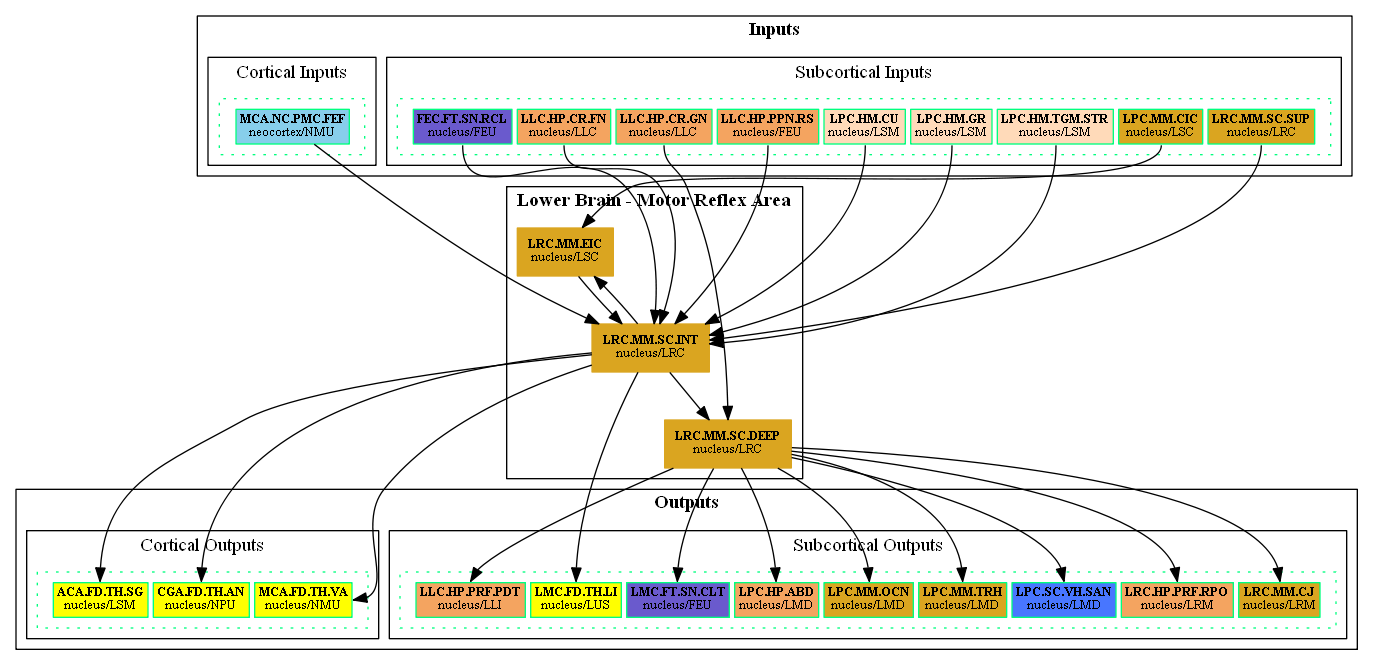 Inputs
Cortical Inputs
Subcortical Inputs
MCA.NC.PMC.FEF
neocortex/NMU
FEC.FT.SN.RCL
nucleus/FEU
LLC.HP.CR.FN
nucleus/LLC
LLC.HP.CR.GN
nucleus/LLC
LLC.HP.PPN.RS
nucleus/FEU
LPC.HM.CU
nucleus/LSM
LPC.HM.GR
nucleus/LSM
LPC.HM.TGM.STR
nucleus/LSM
LPC.MM.CIC
nucleus/LSC
LRC.MM.SC.SUP
nucleus/LRC
Lower Brain - Motor Reflex Area
LRC.MM.EIC
nucleus/LSC
LRC.MM.SC.INT
nucleus/LRC
LRC.MM.SC.DEEP
nucleus/LRC
Outputs
Cortical Outputs
Subcortical Outputs
ACA.FD.TH.SG
nucleus/LSM
CGA.FD.TH.AN
nucleus/NPU
MCA.FD.TH.VA
nucleus/NMU
LLC.HP.PRF.PDT
nucleus/LLI
LMC.FD.TH.LI
nucleus/LUS
LMC.FT.SN.CLT
nucleus/FEU
LPC.HP.ABD
nucleus/LMD
LPC.MM.OCN
nucleus/LMD
LPC.MM.TRH
nucleus/LMD
LPC.SC.VH.SAN
nucleus/LMD
LRC.HP.PRF.RPO
nucleus/LRM
LRC.MM.CJ
nucleus/LRM